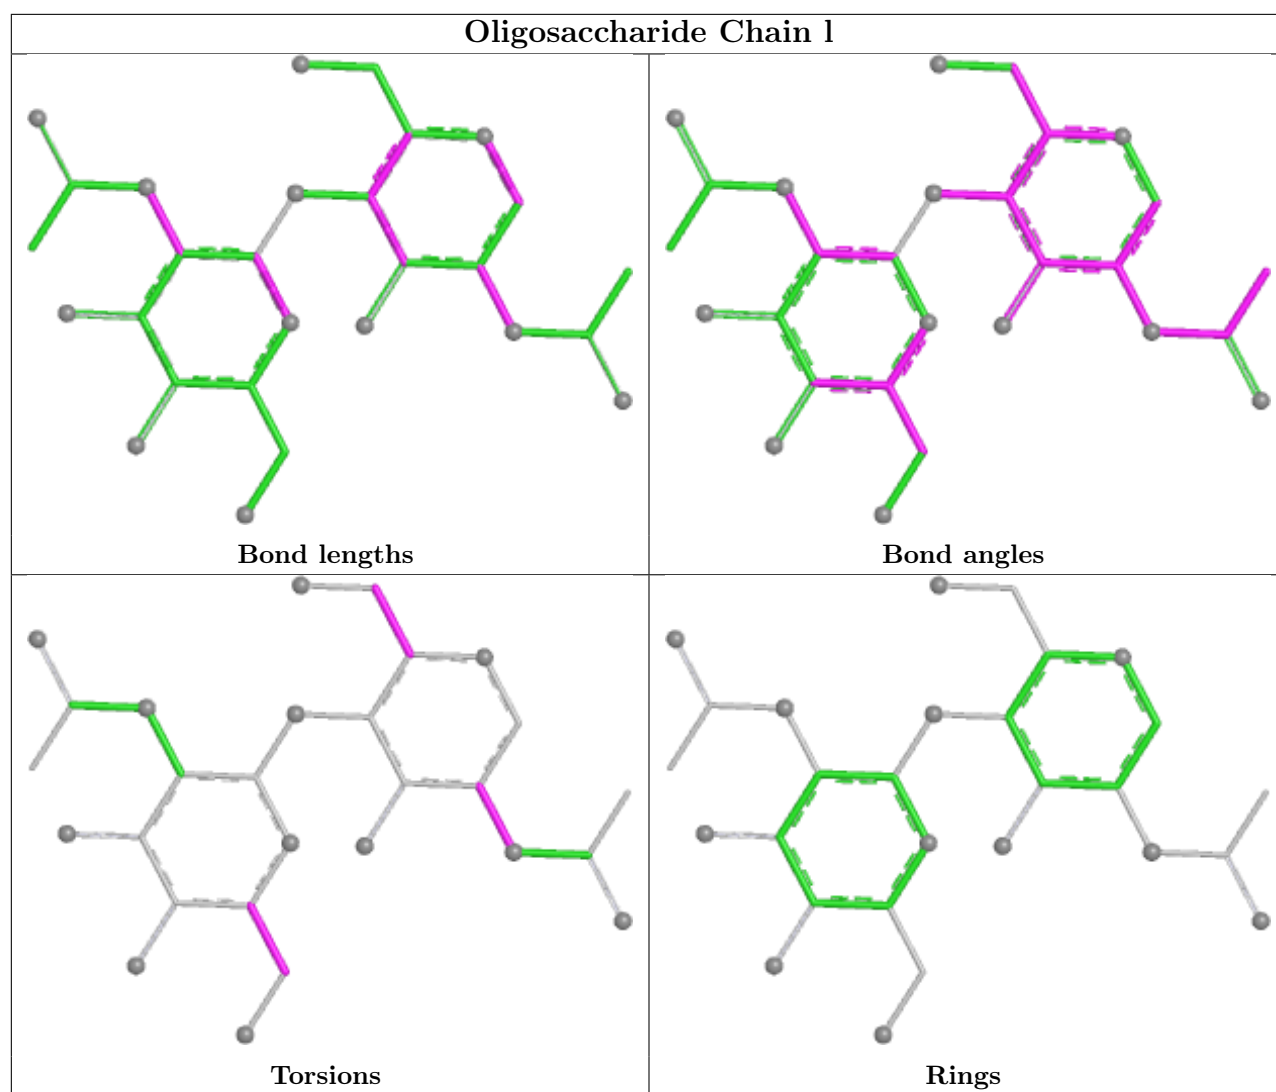 Oligosaccharide Chain l
Bond lengths
Bond angles
Torsions
Rings